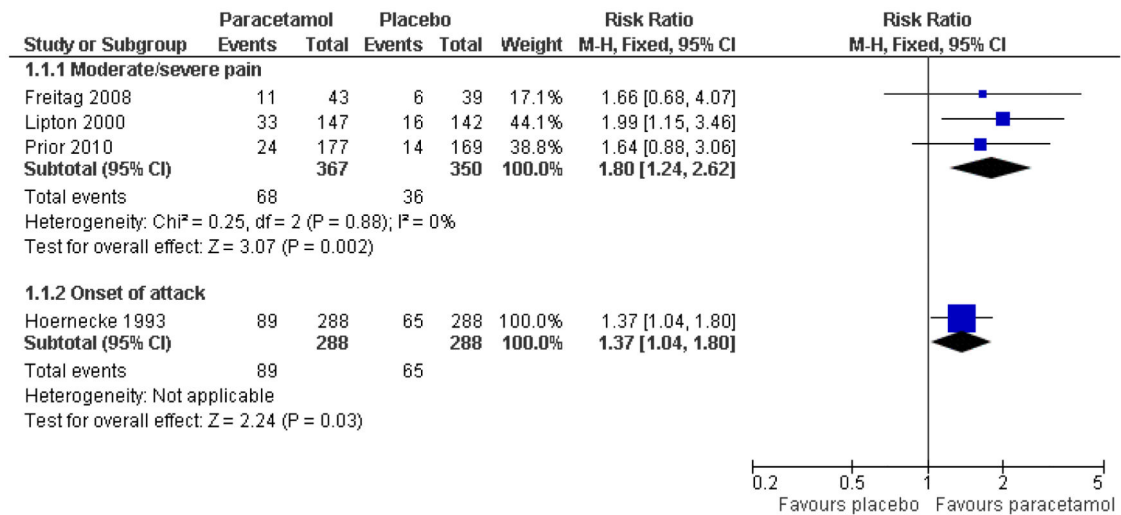 Paracetamol Placebo Risk Ratio Risk Ratio
Study or Subgroup Events Total Events Total Weight M-H, Fixed, 95% CI M-H, Fixed, 95% CI
1.1.1 Moderate/severe pain
Freitag 2008 11 43 6 39 17.1% 1.66 [0.68, 4.07]
Lipton 2000 33 147 16 142 44.1% 1.99 [1.15, 3.46]
Prior 2010 24 177 14 169 38.8% 1.64 [0.88, 3.06]
Subtotal (95% CI) 367 350 100.0% 1.80 [1.24, 2.62]
Total events 68 36
Heterogeneity: Chi² = 0.25, df = 2 (P = 0.88); I² = 0%
Test for overall effect: Z = 3.07 (P = 0.002)
1.1.2 Onset of attack
Hoernecke 1993 89 288 65 288 100.0% 1.37 [1.04, 1.80]
Subtotal (95% CI) 288 288 100.0% 1.37 [1.04, 1.80]
Total events 89 65
Heterogeneity: Not applicable
Test for overall effect: Z = 2.24 (P = 0.03)
0.2 0.5 1 2 5
Favours placebo Favours paracetamol